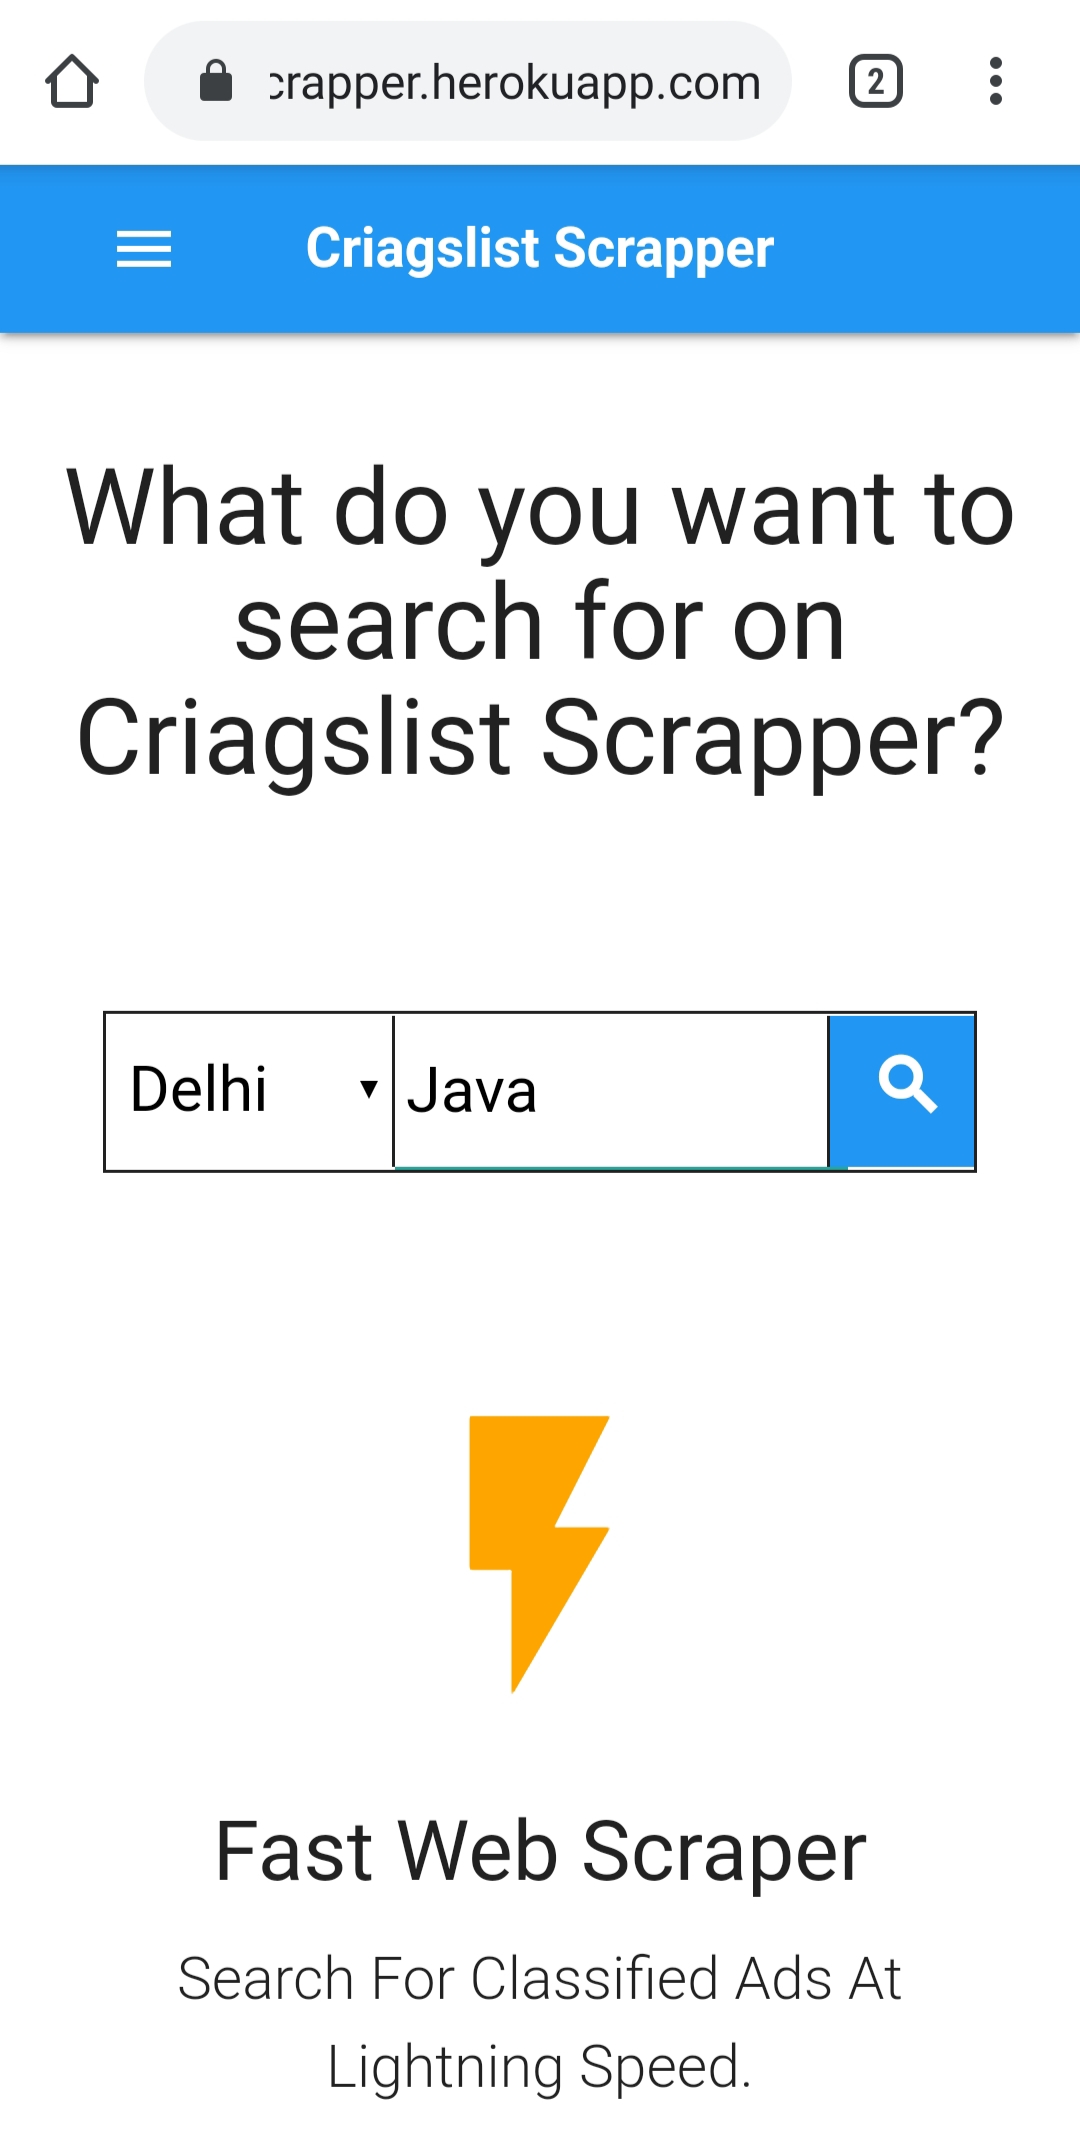 crapper.herokuapp.com
2
Criagslist Scrapper
What do you want to
search for on
Criagslist Scrapper?
Delhi
Java
Fast Web Scraper
Search For Classified Ads At
Lightning Speed.